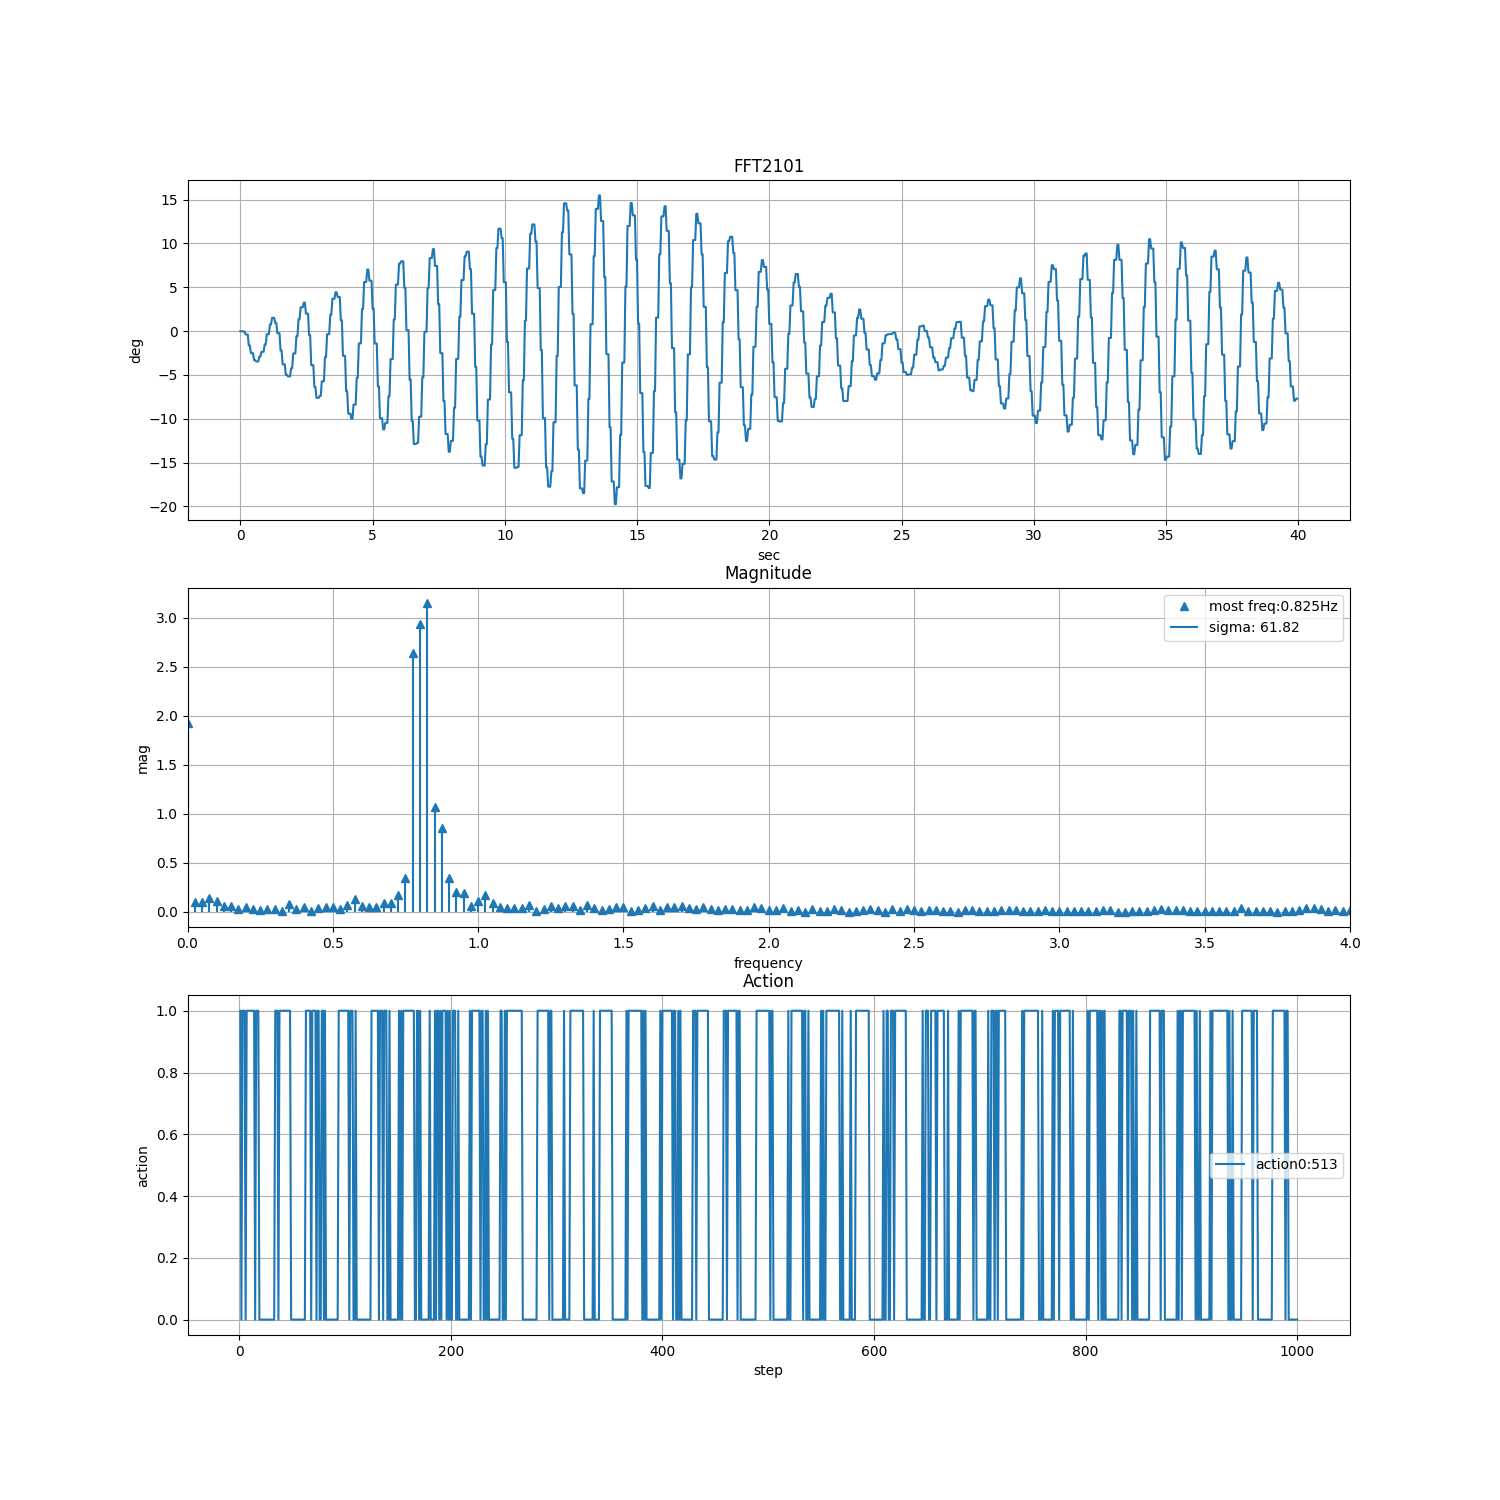 FFT2101
15
10
5
0
−5
−10
−15
−20
deg
0 5 10 15 20 25 30 35 40
sec
Magnitude
3.0
2.5
2.0
1.5
1.0
0.5
0.0
mag
most freq:0.825Hz
sigma: 61.82
0.0 0.5 1.0 1.5 2.0 2.5 3.0 3.5 4.0
frequency
Action
1.0
0.8
0.6
0.4
0.2
0.0
action
action0:513
0 200 400 600 800 1000
step